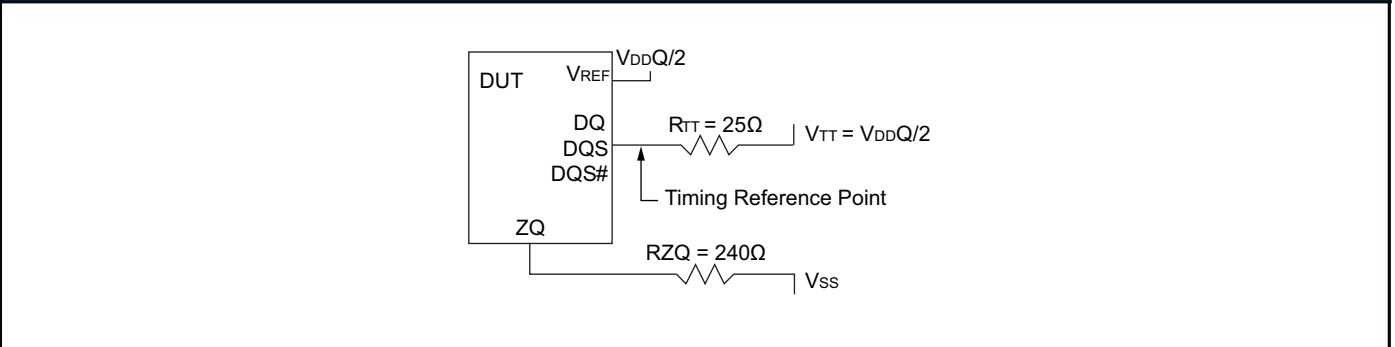 VDDQ/2
DUT
VREF
DQ
RTT = 25Ω
VTT = VDDQ/2
DQS
DQS#
Timing Reference Point
ZQ
RZQ = 240Ω
VSS